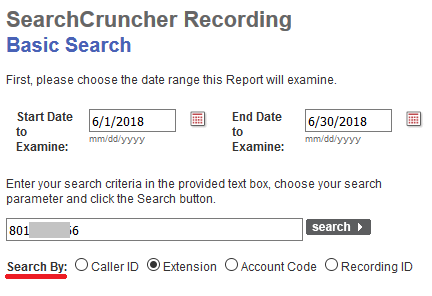 SearchCruncher Recording
Basic Search
First, please choose the date range this Report will examine.
Start Date to Examine: 6/1/2018 End Date to Examine: 6/30/2018
mm/dd/yyyy mm/dd/yyyy
Enter your search criteria in the provided text box, choose your search
parameter and click the Search button.
801 6 search
Search By: Caller ID Extension Account Code Recording ID